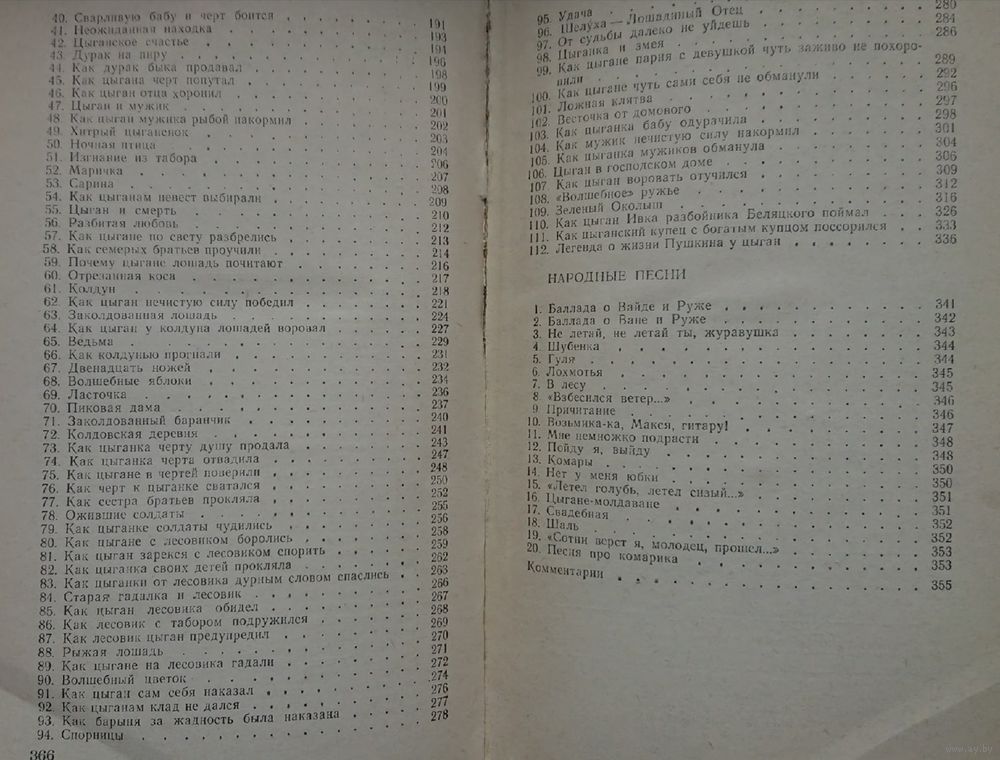 40. Сварливую бабу и черт боится 191
41. Неожиданная находка 193
42. Цыганское счастье 194
43. Дурак на пиру 196
44. Как дурак быка продавал 198
45. Как цыгана черт попутал 199
46. Как цыган отца хоронил 200
47. Цыган и мужик 201
48. Как цыган мужика рыбой накормил 202
49. Хитрый цыганенок 203
50. Ночная птица 204
51. Изгнание из табора 206
52. Маричка 207
53. Сарина 208
54. Как цыганам невест выбирали 209
55. Цыган и смерть 210
56. Разбитая любовь 212
57. Как цыгане по свету разбрелись 213
58. Как семерых братьев проучили 214
59. Почему цыгане лошадь почитают 216
60. Отрезанная коса 217
61. Колдун 218
62. Как цыган нечистую силу победил 221
63. Заколдованная лошадь 224
64. Как цыган у колдуна лошадей воровал 227
65. Ведьма 229
66. Как колдунью прогнали 231
67. Двенадцать ножей 232
68. Волшебные яблоки 234
69. Ласточка 236
70. Пиковая дама 237
71. Заколдованный баранчик 240
72. Колдовская деревня 241
73. Как цыганка черту душу продала 243
74. Как цыганка черта отвадила 247
75. Как цыгане в чертей поверили 248
76. Как черт к цыганке сватался 250
77. Как сестра братьев прокляла 252
78. Ожившие солдаты 255
79. Как цыганке солдаты чудились 256
80. Как цыгане с лесовиком боролись 258
81. Как цыган зарекся с лесовиком спорить 259
82. Как цыганка своих детей прокляла 262
83. Как цыганки от лесовика дурным словом спаслись 263
84. Старая гадалка и лесовик 266
85. Как цыган лесовика обидел 267
86. Как лесовик с табором подружился 268
87. Как лесовик цыган предупредил 269
88. Рыжая лошадь 270
89. Как цыгане на лесовика гадали 271
90. Волшебный цветок 272
91. Как цыган сам себя наказал 274
92. Как цыганам клад не дался 276
93. Как барыня за жадность была наказана 277
94. Спорницы 278
366
95. Удача
96. Шелуха — Лошадиный Отец 280
97. От судьбы далеко не уйдешь 284
98. Цыганка и змея 286
99. Как цыгане парня с девушкой чуть заживо не похоро-
нили 289
100. Как цыгане чуть сами себя не обманули 292
101. Ложная клятва 296
102. Весточка от домового 297
103. Как цыганка бабу одурачила 298
104. Как мужик нечистую силу накормил 301
105. Как цыганка мужиков обманула 304
106. Цыган в господском доме 306
107. Как цыган воровать отучился 309
108. «Волшебное» ружье 312
109. Зеленый Околыш 316
110. Как цыган Ивка разбойника Беляцкого поймал 326
111. Как цыганский купец с богатым купцом поссорился 333
112. Легенда о жизни Пушкина у цыган 336
НАРОДНЫЕ ПЕСНИ
1. Баллада о Вайде и Руже 341
2. Баллада о Ване и Руже 342
3. Не летай, не летай ты, журавушка 343
4. Шубенка 344
5. Гуля 344
6. Лохмотья 345
7. В лесу 345
8. «Взбесился ветер...» 346
9. Причитание 346
10. Возьмика-ка, Макся, гитару! 347
11. Мне немножко подрасти 348
12. Пойду я, выйду 348
13. Комары 350
14. Нет у меня юбки 350
15. «Летел голубь, летел сизый...» 351
16. Цыгане-молдаване 351
17. Свадебная 352
18. Шаль 352
19. «Сотни верст я, молодец, прошел...» 353
20. Песня про комарика 353
Комментарии 355
www.ay.by